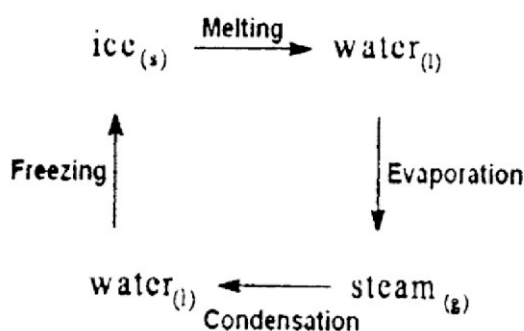 Melting
ice (s) water (l)
Freezing Evaporation
water (l) steam (g)
Condensation